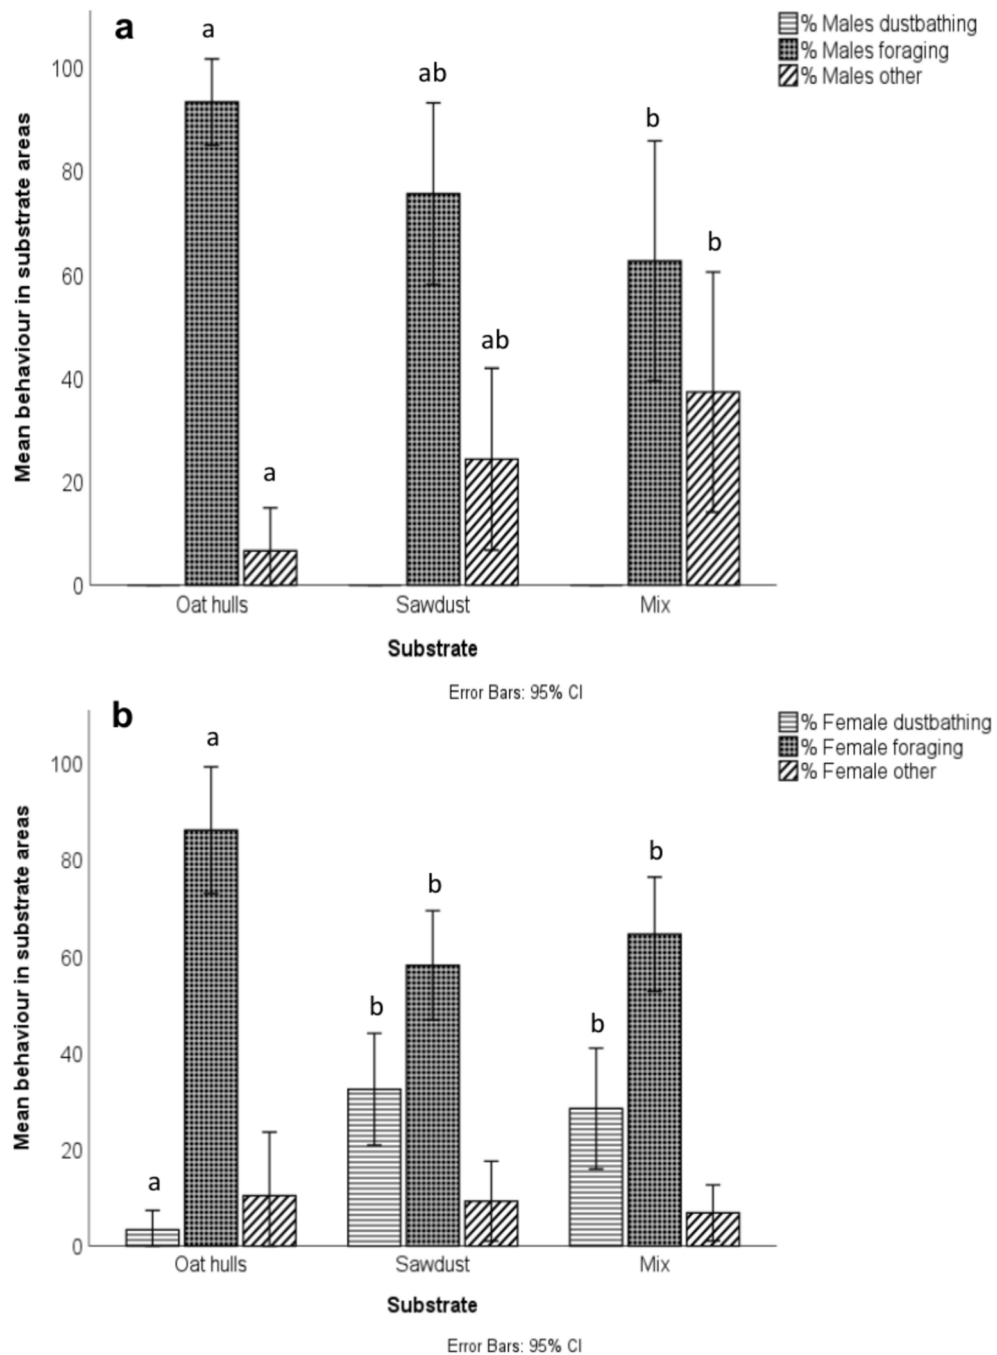 a
% Males dustbathing
% Males foraging
% Males other
Mean behaviour in substrate areas
100
80
60
40
20
0
a
a
ab
ab
b
b
Oat hulls Sawdust Mix
Substrate
Error Bars: 95% CI
b
% Female dustbathing
% Female foraging
% Female other
Mean behaviour in substrate areas
100
80
60
40
20
0
a
a
b
b
b
b
Oat hulls Sawdust Mix
Substrate
Error Bars: 95% CI